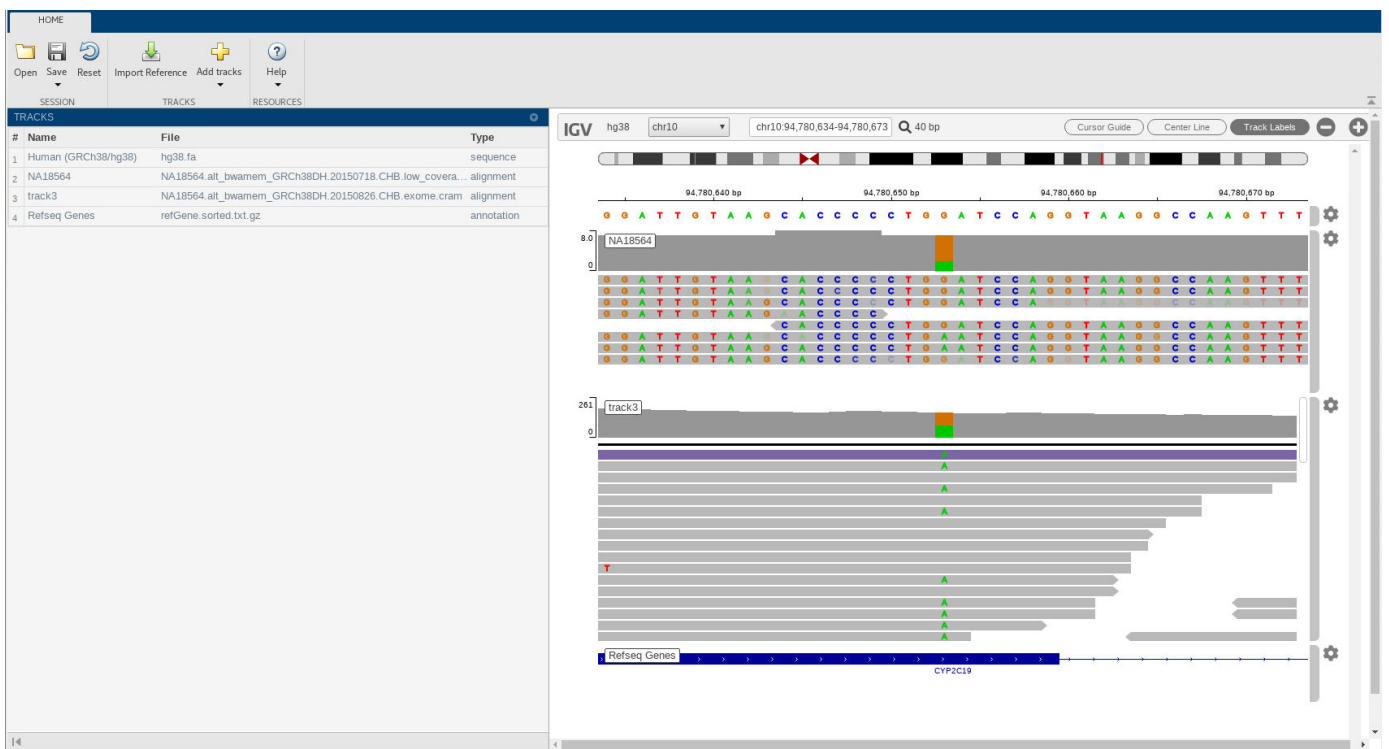 HOME
Open Save Reset Import Reference Add tracks Help
SESSION TRACKS RESOURCES
TRACKS
# Name File Type
1 Human (GRCh38/hg38) hg38.fa sequence
2 NA18564 NA18564.alt_bwamem_GRCh38DH.20150718.CHB.low_covera... alignment
3 track3 NA18564.alt_bwamem_GRCh38DH.20150826.CHB.exome.cram alignment
4 Refseq Genes refGene.sorted.txt.gz annotation
IGV hg38 chr10 chr10:94,780,634-94,780,673 40 bp Cursor Guide Center Line Track Labels
94,780,640 bp 94,780,650 bp 94,780,660 bp 94,780,670 bp
G G A T T G T A A G C A C C C C C T G G A T C C A G G T A A G G C C A A G T T T
8.0 NA18564
0
G G A T T G T A A G C A C C C C C T G G A T C C A G G T A A G G C C A A G T T T
G G A T T G T A A G C A C C C C C T G G A T C C A G G T A A G G C C A A G T T T
G G A T T G T A A G C A C C C C C T G G A T C C A G G T A A G G C C A A G T T T
G G A T T G T A A G A A C C C C
C A C C C C C T G G A T C C A G G T A A G G C C A A G T T T
G G A T T G T A A G C A C C C C C T G A A T C C A G G T A A G G C C A A G T T T
G G A T T G T A A G C A C C C C C T G A A T C C A G G T A A G G C C A A G T T T
G G A T T G T A A G C A C C C C C T G G A T C C A G G T A A G G C C A A G T T T
261 track3
0
A
A
A
A
T
A
A
A
A
Refseq Genes
CYP2C19